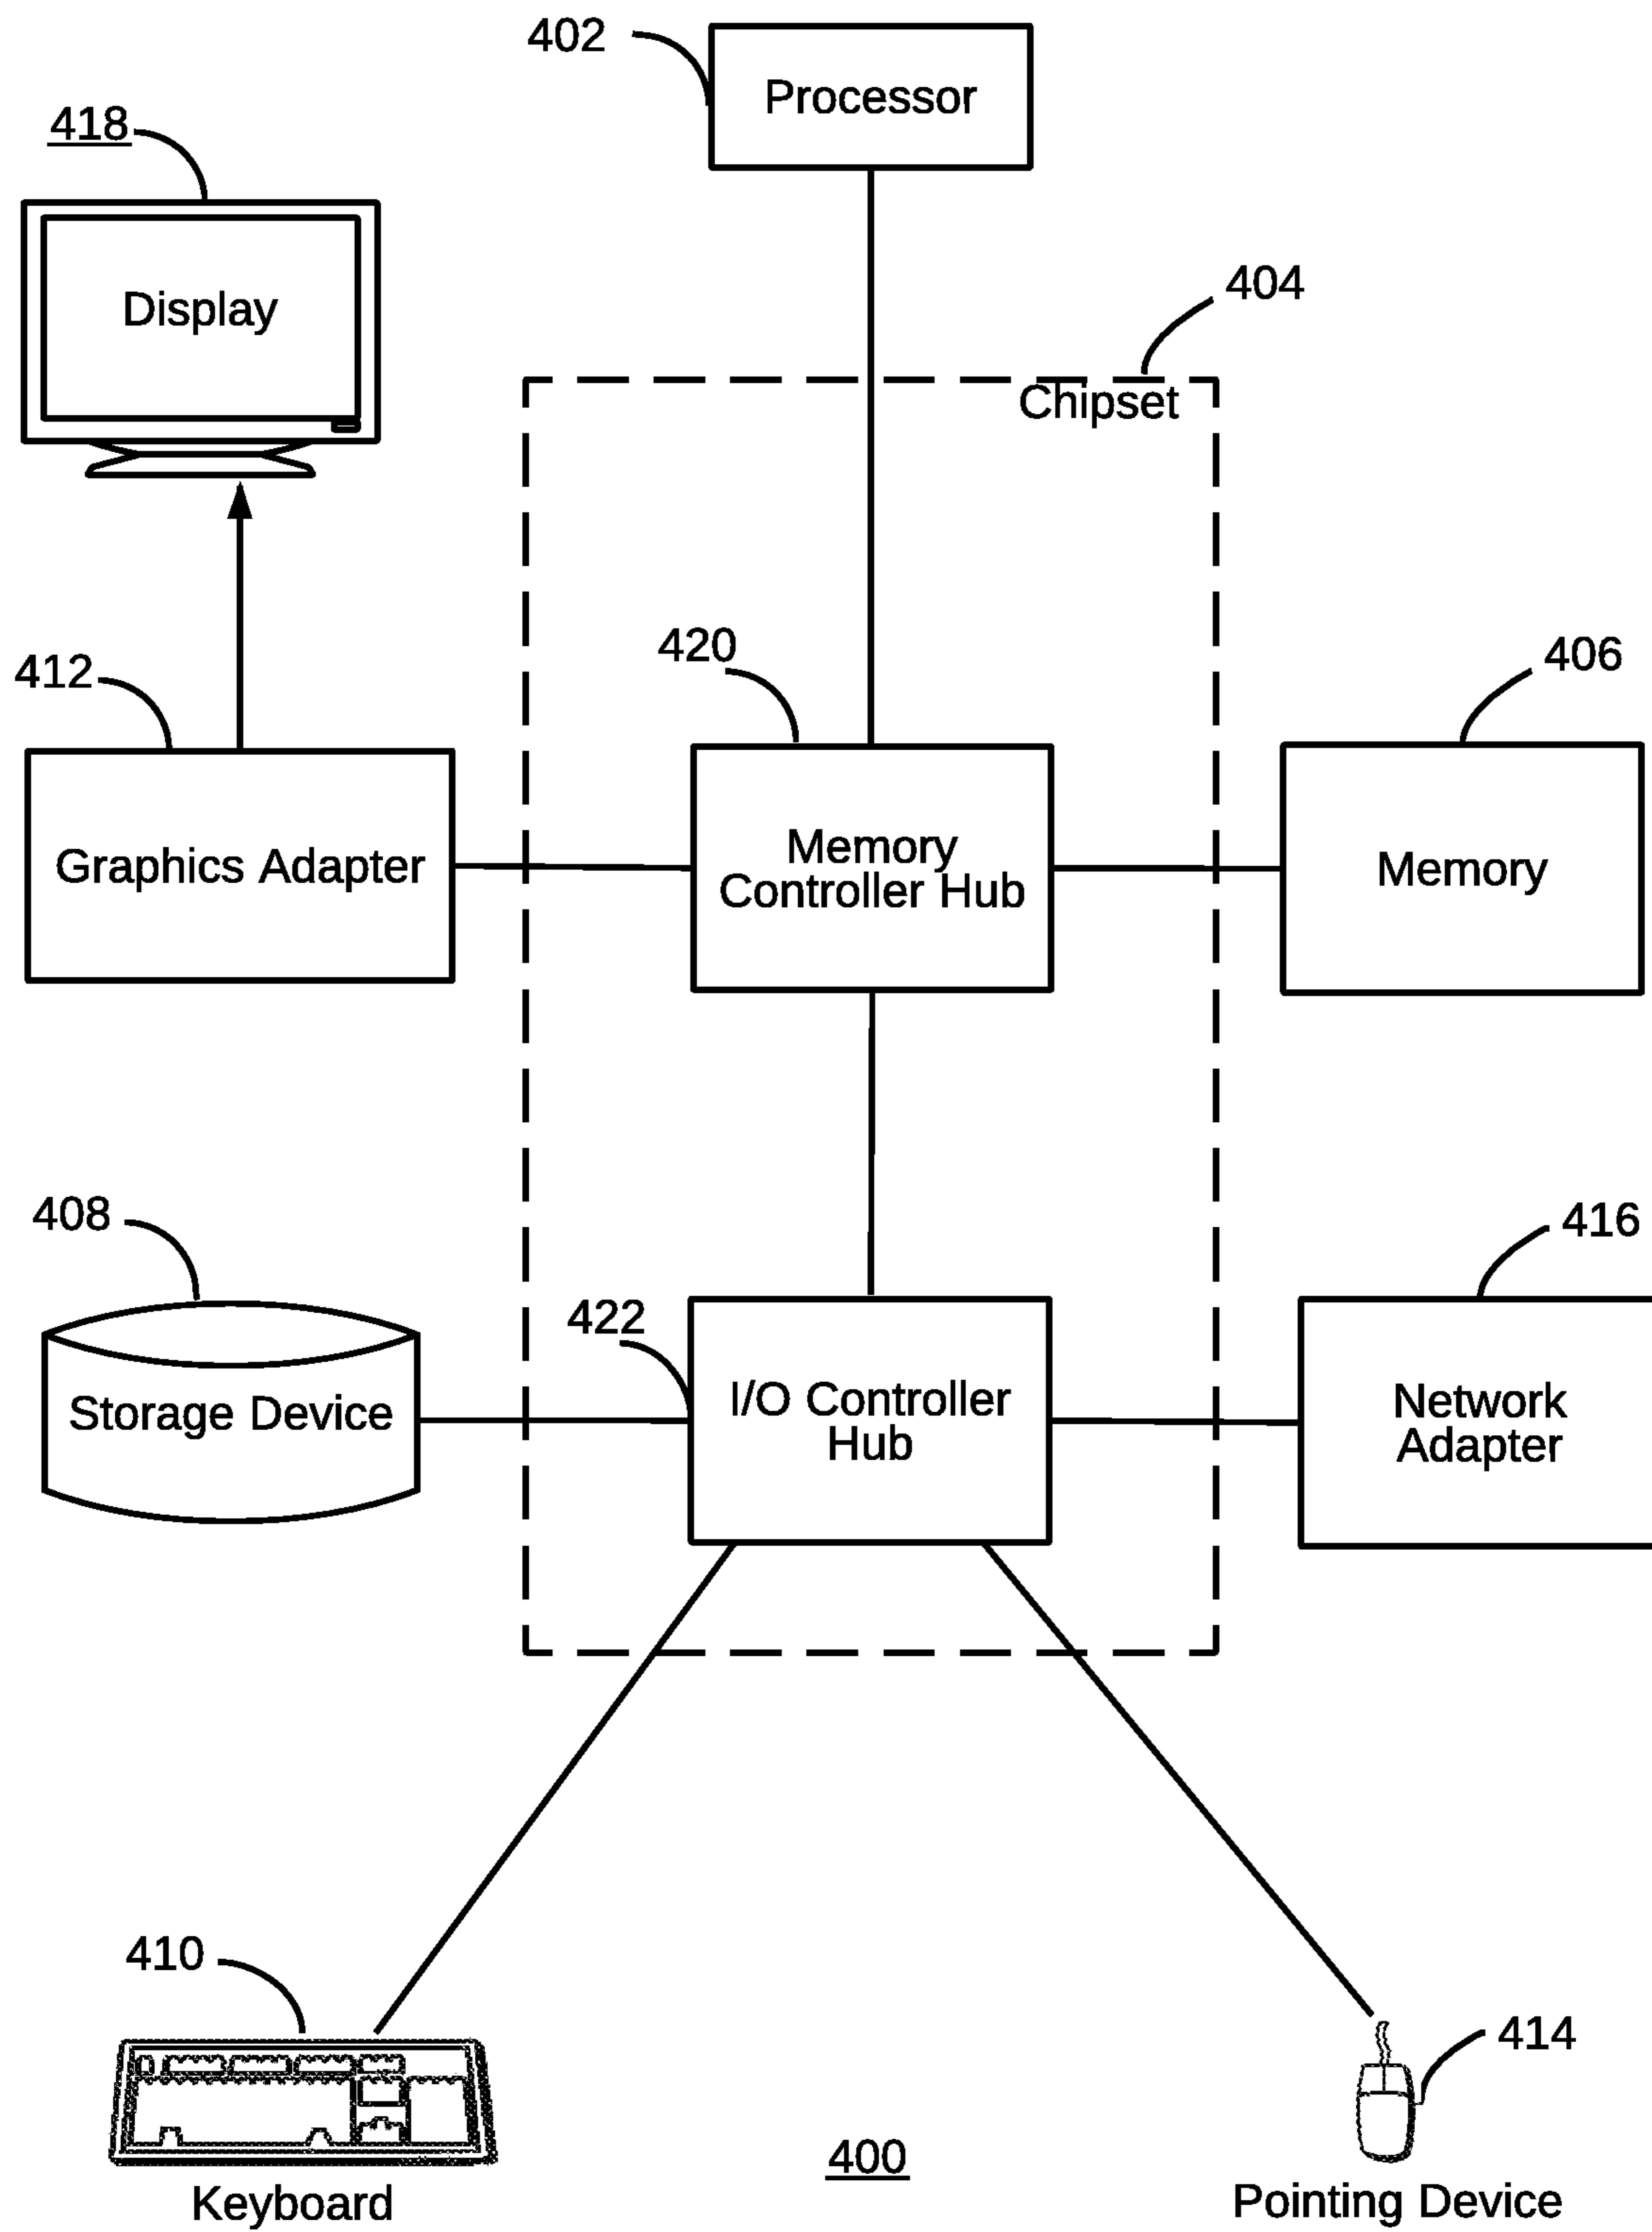 402
Processor
418
Display
404
Chipset
412
420
406
Graphics Adapter
Memory
Controller Hub
Memory
408
422
416
Storage Device
I/O Controller
Hub
Network
Adapter
410
414
400
Keyboard
Pointing Device